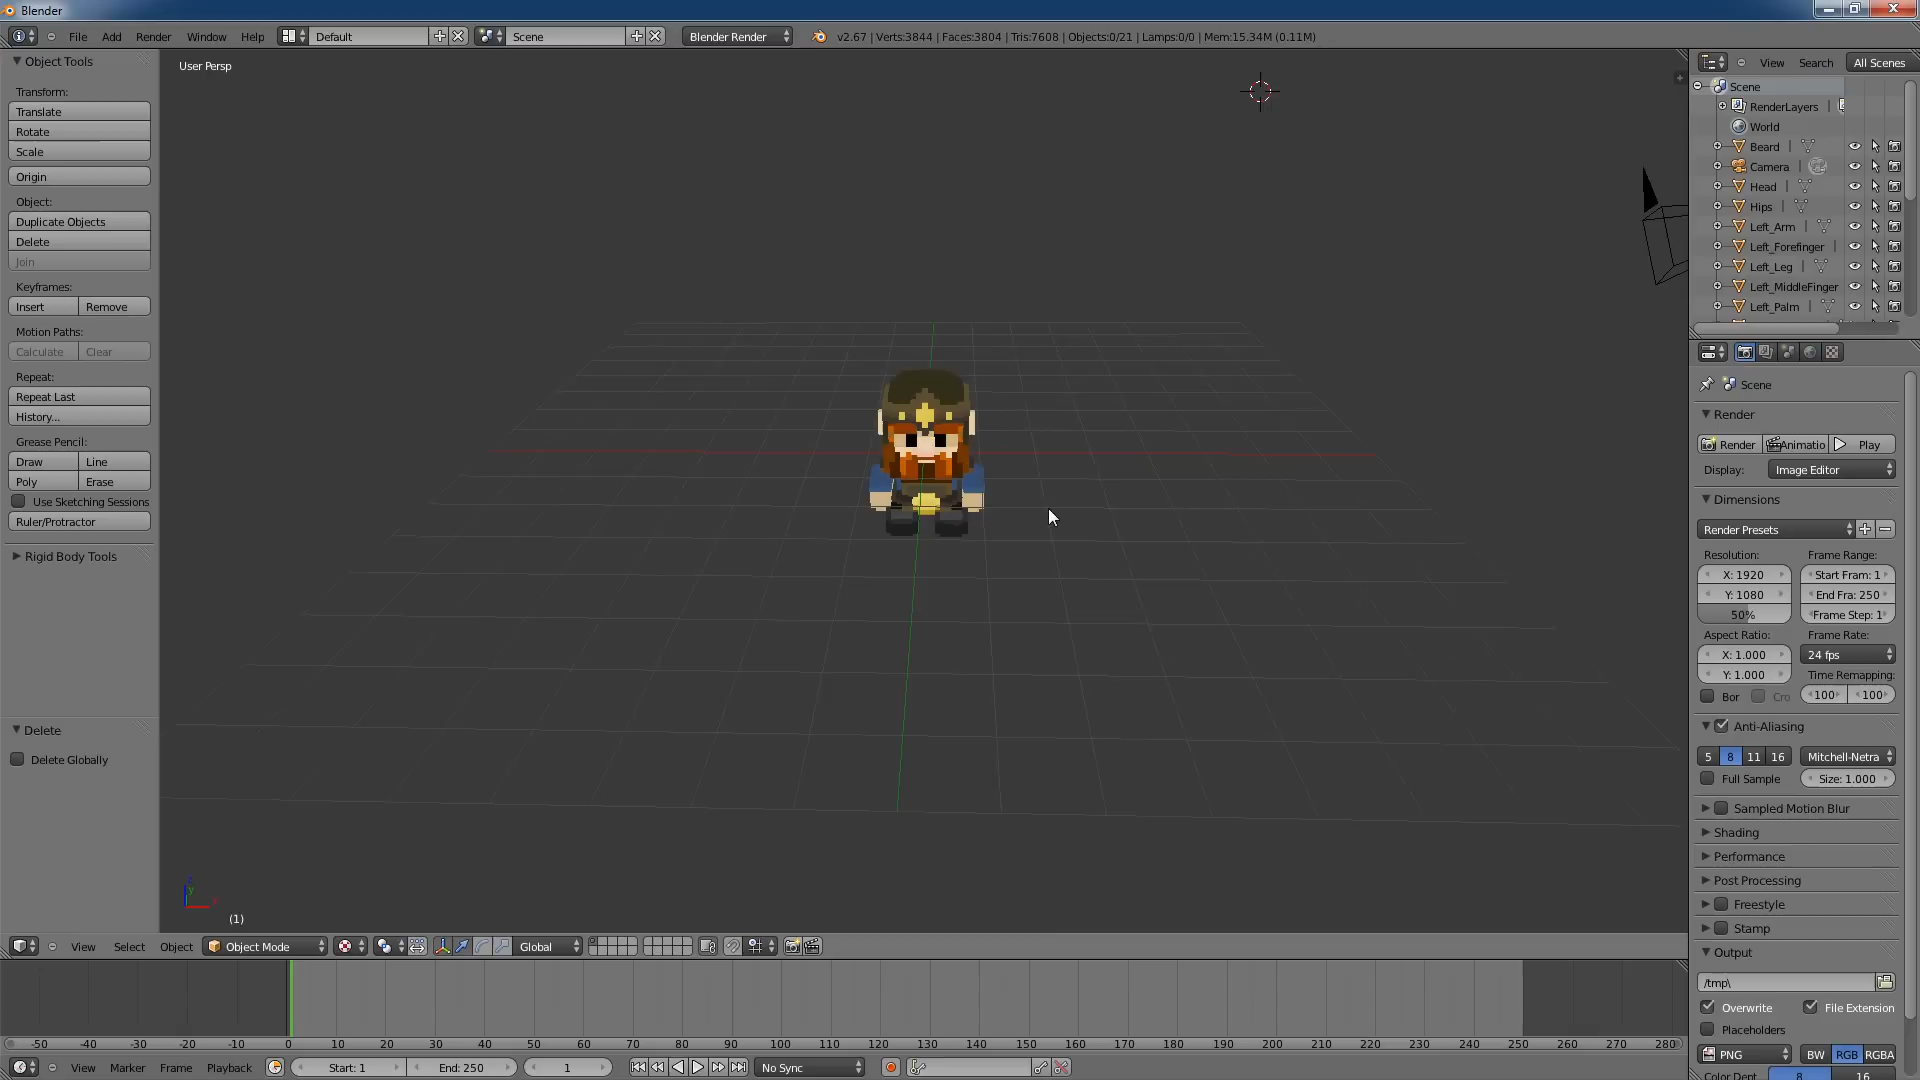 Blender
File Add Render Window Help Default Scene Blender Render v2.67 | Verts:3844 | Faces:3804 | Tris:7608 | Objects:0/21 | Lamps:0/0 | Mem:15.34M (0.11M)
Object Tools
Transform:
Translate
Rotate
Scale
Origin
Object:
Duplicate Objects
Delete
Join
Keyframes:
Insert Remove
Motion Paths:
Calculate Clear
Repeat:
Repeat Last
History...
Grease Pencil:
Draw Line
Poly Erase
Use Sketching Sessions
Ruler/Protractor
Rigid Body Tools
Delete
Delete Globally
User Persp
z
y
x
(1)
View Select Object Object Mode Global
-50 -40 -30 -20 -10 0 10 20 30 40 50 60 70 80 90 100 110 120 130 140 150 160 170 180 190 200 210 220 230 240 250 260 270 280
View Marker Frame Playback Start: 1 End: 250 1 No Sync
View Search All Scenes
Scene
RenderLayers |
World
Beard |
Camera |
Head |
Hips |
Left_Arm |
Left_Forefinger |
Left_Leg |
Left_MiddleFinger
Left_Palm |
Scene
Render
Render Animatio Play
Display: Image Editor
Dimensions
Render Presets
Resolution: Frame Range:
X: 1920 Start Fram: 1
Y: 1080 End Fra: 250
50% Frame Step: 1
Aspect Ratio: Frame Rate:
X: 1.000 24 fps
Y: 1.000 Time Remapping:
Bor Cro 100 100
Anti-Aliasing
5 8 11 16 Mitchell-Netra
Full Sample Size: 1.000
Sampled Motion Blur
Shading
Performance
Post Processing
Freestyle
Stamp
Output
/tmp\
Overwrite File Extension
Placeholders
PNG BW RGB RGBA
Color Dept 8 16